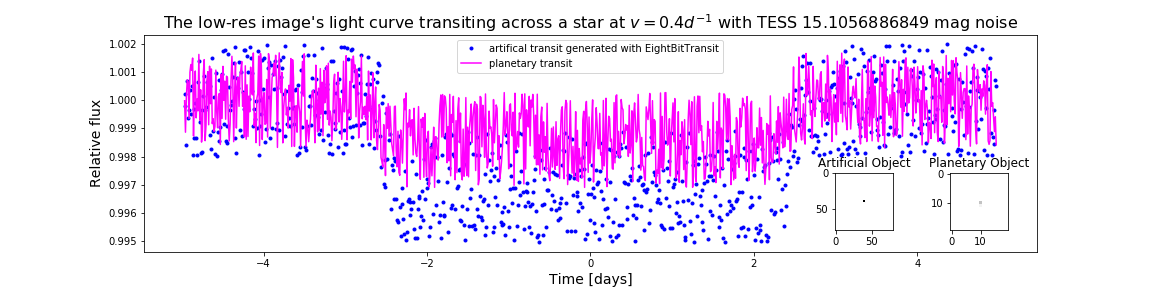 The low-res image's light curve transiting across a star at v = 0.4d⁻¹ with TESS 15.1056886849 mag noise
artifical transit generated with EightBitTransit
planetary transit
Relative flux
1.002
1.001
1.000
0.999
0.998
0.997
0.996
0.995
Artificial Object
0
50
0 50
Planetary Object
0
10
0 10
−4 −2 0 2 4
Time [days]